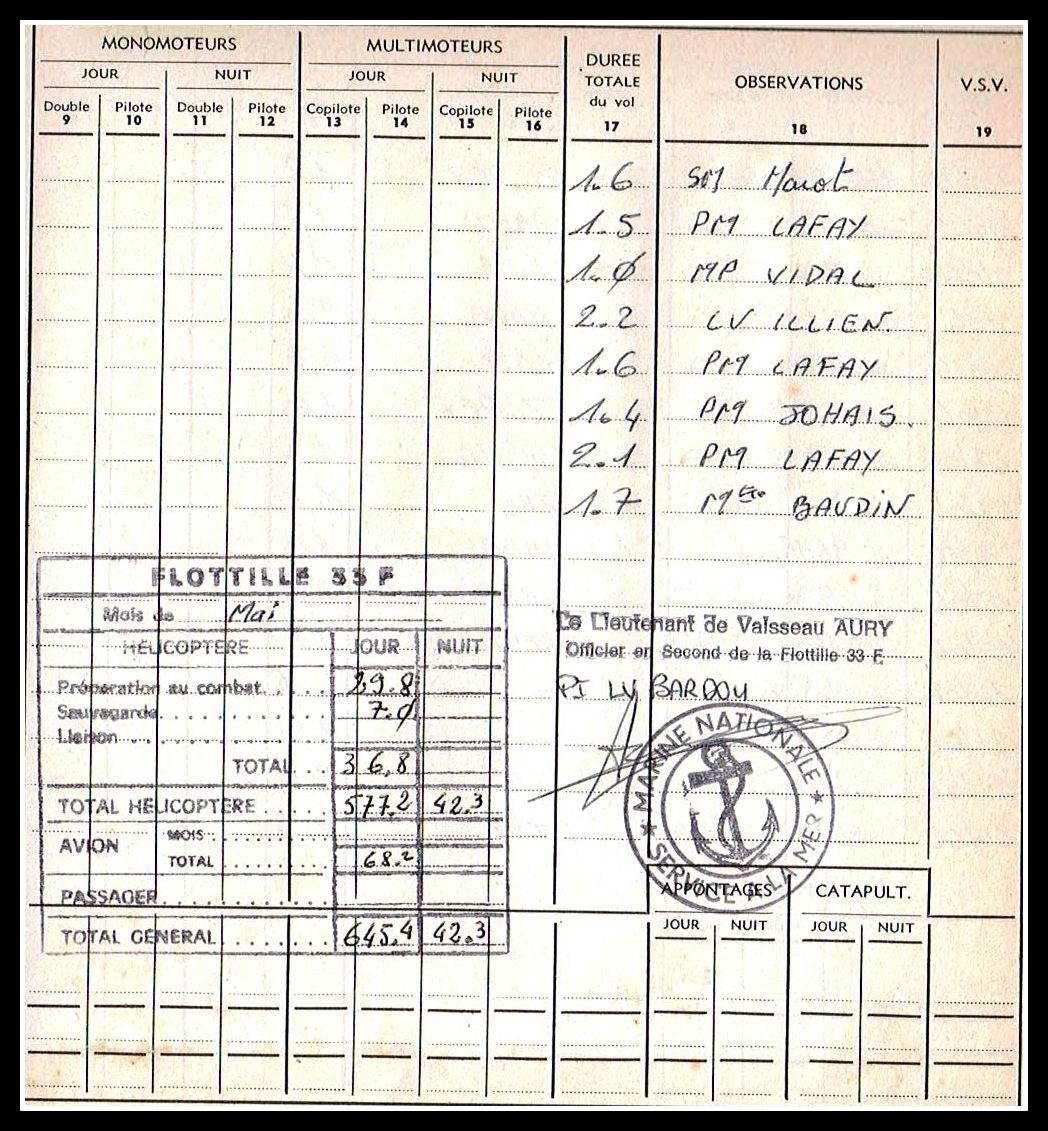 MONOMOTEURS MULTIMOTEURS DURÉE TOTALE du vol OBSERVATIONS V.S.V.
JOUR NUIT JOUR NUIT
Double Pilote Double Pilote Copilote Pilote Copilote Pilote
9 10 11 12 13 14 15 16 17 18 19
1.6 SM Marot
1.5 PM LAFAY
1.0 MP VIDAL
2.2 LV ILLIEN.
1.6 PM LAFAY
1.4 PM JOHAIS.
2.1 PM LAFAY
1.7 Mtre BAUDIN
FLOTTILLE 33 F
Mois de Mai
HÉLICOPTÈRE JOUR NUIT
Préparation au combat..... 29.8
Sauvegarde............. 7.0
Liaison................
TOTAL... 36,8
TOTAL HÉLICOPTÈRE...... 577.2 42.3
AVION MOIS........
TOTAL........ 68.2
PASSAGER.............
TOTAL GÉNÉRAL........ 645.4 42.3
Le Lieutenant de Vaisseau AURY
Officier en Second de la Flottille 33 F
PI LV BARDOU
MARINE NATIONALE
★ SERVICE A LA MER ★
APPONTAGES CATAPULT.
JOUR NUIT JOUR NUIT